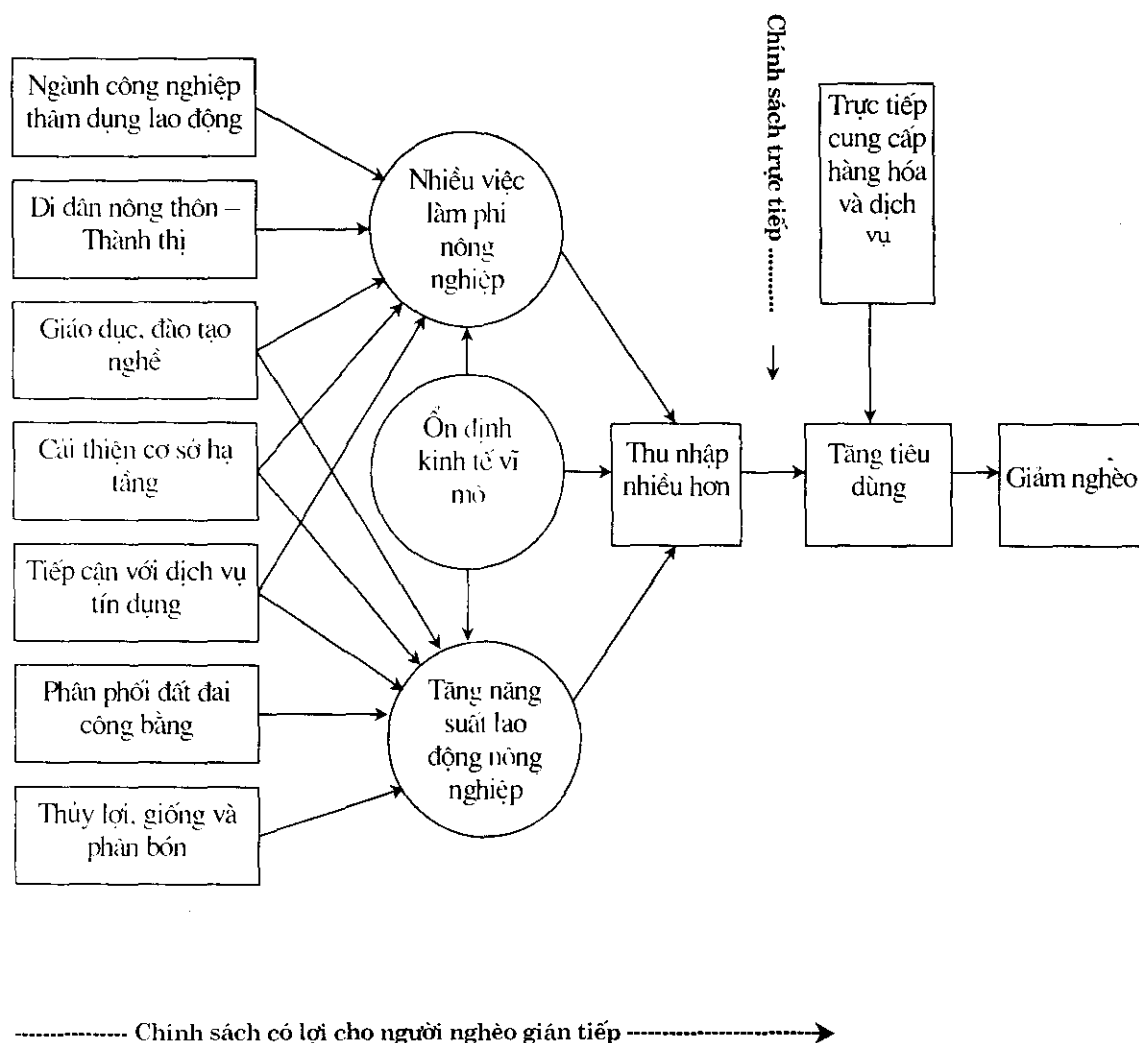 Ngành công nghiệp
thâm dụng lao động
Di dân nông thôn –
Thành thị
Giáo dục, đào tạo
nghề
Cải thiện cơ sở hạ
tầng
Tiếp cận với dịch vụ
tín dụng
Phân phối đất đai
công bằng
Thủy lợi, giống và
phân bón
Nhiều việc
làm phi
nông
nghiệp
Ổn định
kinh tế vĩ
mô
Tăng năng
suất lao
động nông
nghiệp
Thu nhập
nhiều hơn
Chính sách trực tiếp ...........
Trực tiếp
cung cấp
hàng hóa
và dịch
vụ
Tăng tiêu
dùng
Giảm nghèo
Chính sách có lợi cho người nghèo gián tiếp